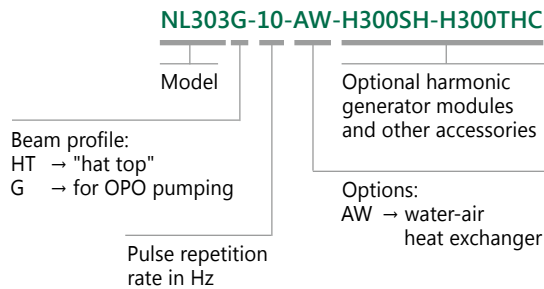 NL303G-10-AW-H300SH-H300THC
Model
Optional harmonic
generator modules
and other accessories
Beam profile:
HT → "hat top"
G → for OPO pumping
Options:
AW → water-air
heat exchanger
Pulse repetition
rate in Hz